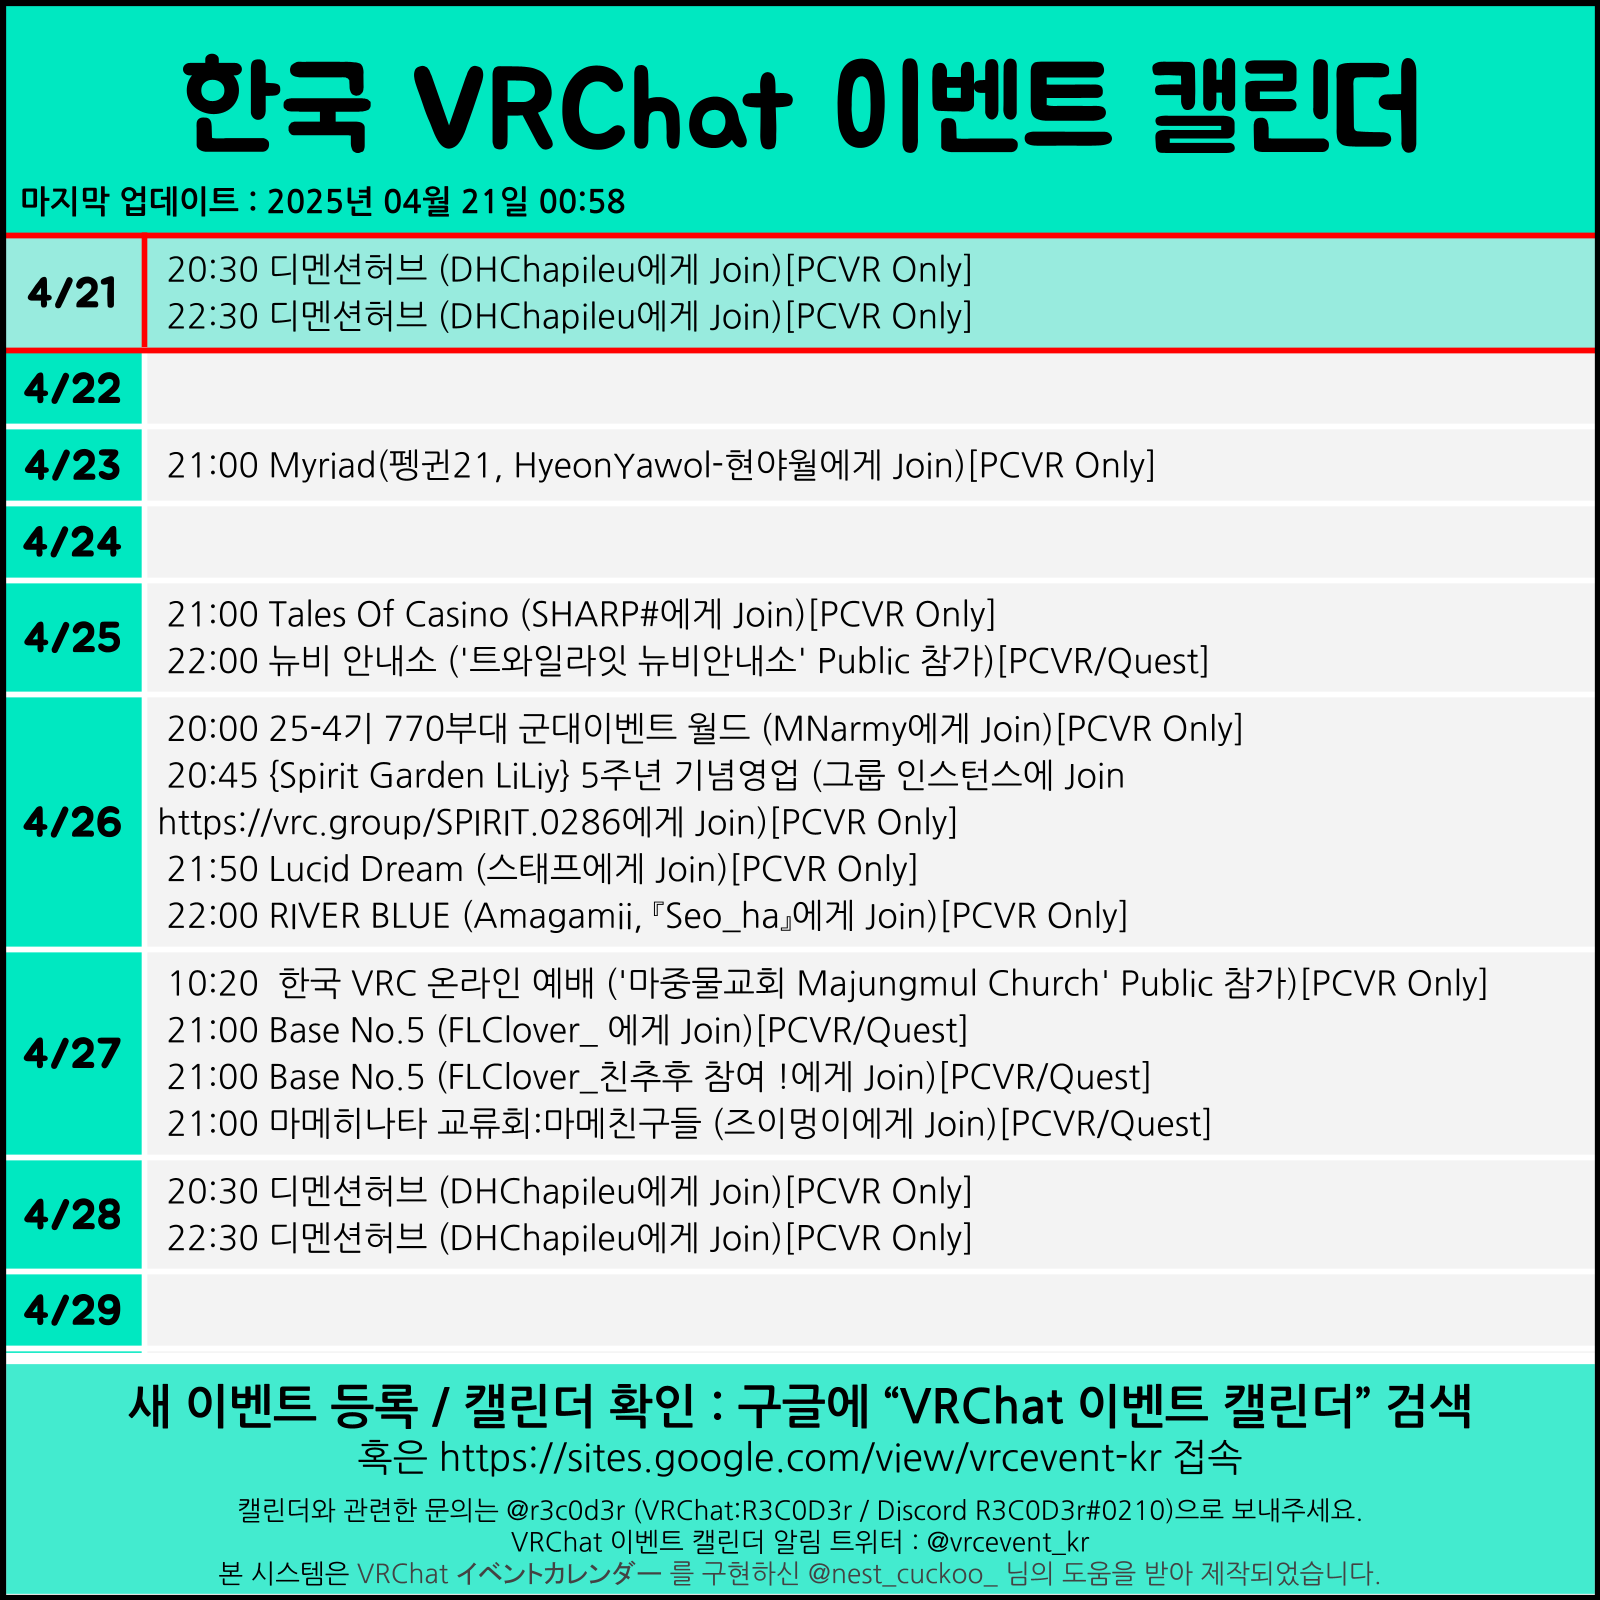 한국 VRChat 이벤트 캘린더
마지막 업데이트 : 2025년 04월 21일 00:58
4/21
20:30 디멘션허브 (DHChapileu에게 Join)[PCVR Only]
22:30 디멘션허브 (DHChapileu에게 Join)[PCVR Only]
4/22
4/23
21:00 Myriad(펭귄21, HyeonYawol-현야월에게 Join)[PCVR Only]
4/24
4/25
21:00 Tales Of Casino (SHARP#에게 Join)[PCVR Only]
22:00 뉴비 안내소 ('트와일라잇 뉴비안내소' Public 참가)[PCVR/Quest]
4/26
20:00 25-4기 770부대 군대이벤트 월드 (MNarmy에게 Join)[PCVR Only]
20:45 {Spirit Garden LiLiy} 5주년 기념영업 (그룹 인스턴스에 Join
https://vrc.group/SPIRIT.0286에게 Join)[PCVR Only]
21:50 Lucid Dream (스태프에게 Join)[PCVR Only]
22:00 RIVER BLUE (Amagamii, 『Seo_ha』에게 Join)[PCVR Only]
4/27
10:20  한국 VRC 온라인 예배 ('마중물교회 Majungmul Church' Public 참가)[PCVR Only]
21:00 Base No.5 (FLClover_ 에게 Join)[PCVR/Quest]
21:00 Base No.5 (FLClover_친추후 참여 !에게 Join)[PCVR/Quest]
21:00 마메히나타 교류회:마메친구들 (즈이멍이에게 Join)[PCVR/Quest]
4/28
20:30 디멘션허브 (DHChapileu에게 Join)[PCVR Only]
22:30 디멘션허브 (DHChapileu에게 Join)[PCVR Only]
4/29
새 이벤트 등록 / 캘린더 확인 : 구글에 “VRChat 이벤트 캘린더” 검색
혹은 https://sites.google.com/view/vrcevent-kr 접속
캘린더와 관련한 문의는 @r3c0d3r (VRChat:R3C0D3r / Discord R3C0D3r#0210)으로 보내주세요.
VRChat 이벤트 캘린더 알림 트위터 : @vrcevent_kr
본 시스템은 VRChat イベントカレンダー 를 구현하신 @nest_cuckoo_ 님의 도움을 받아 제작되었습니다.